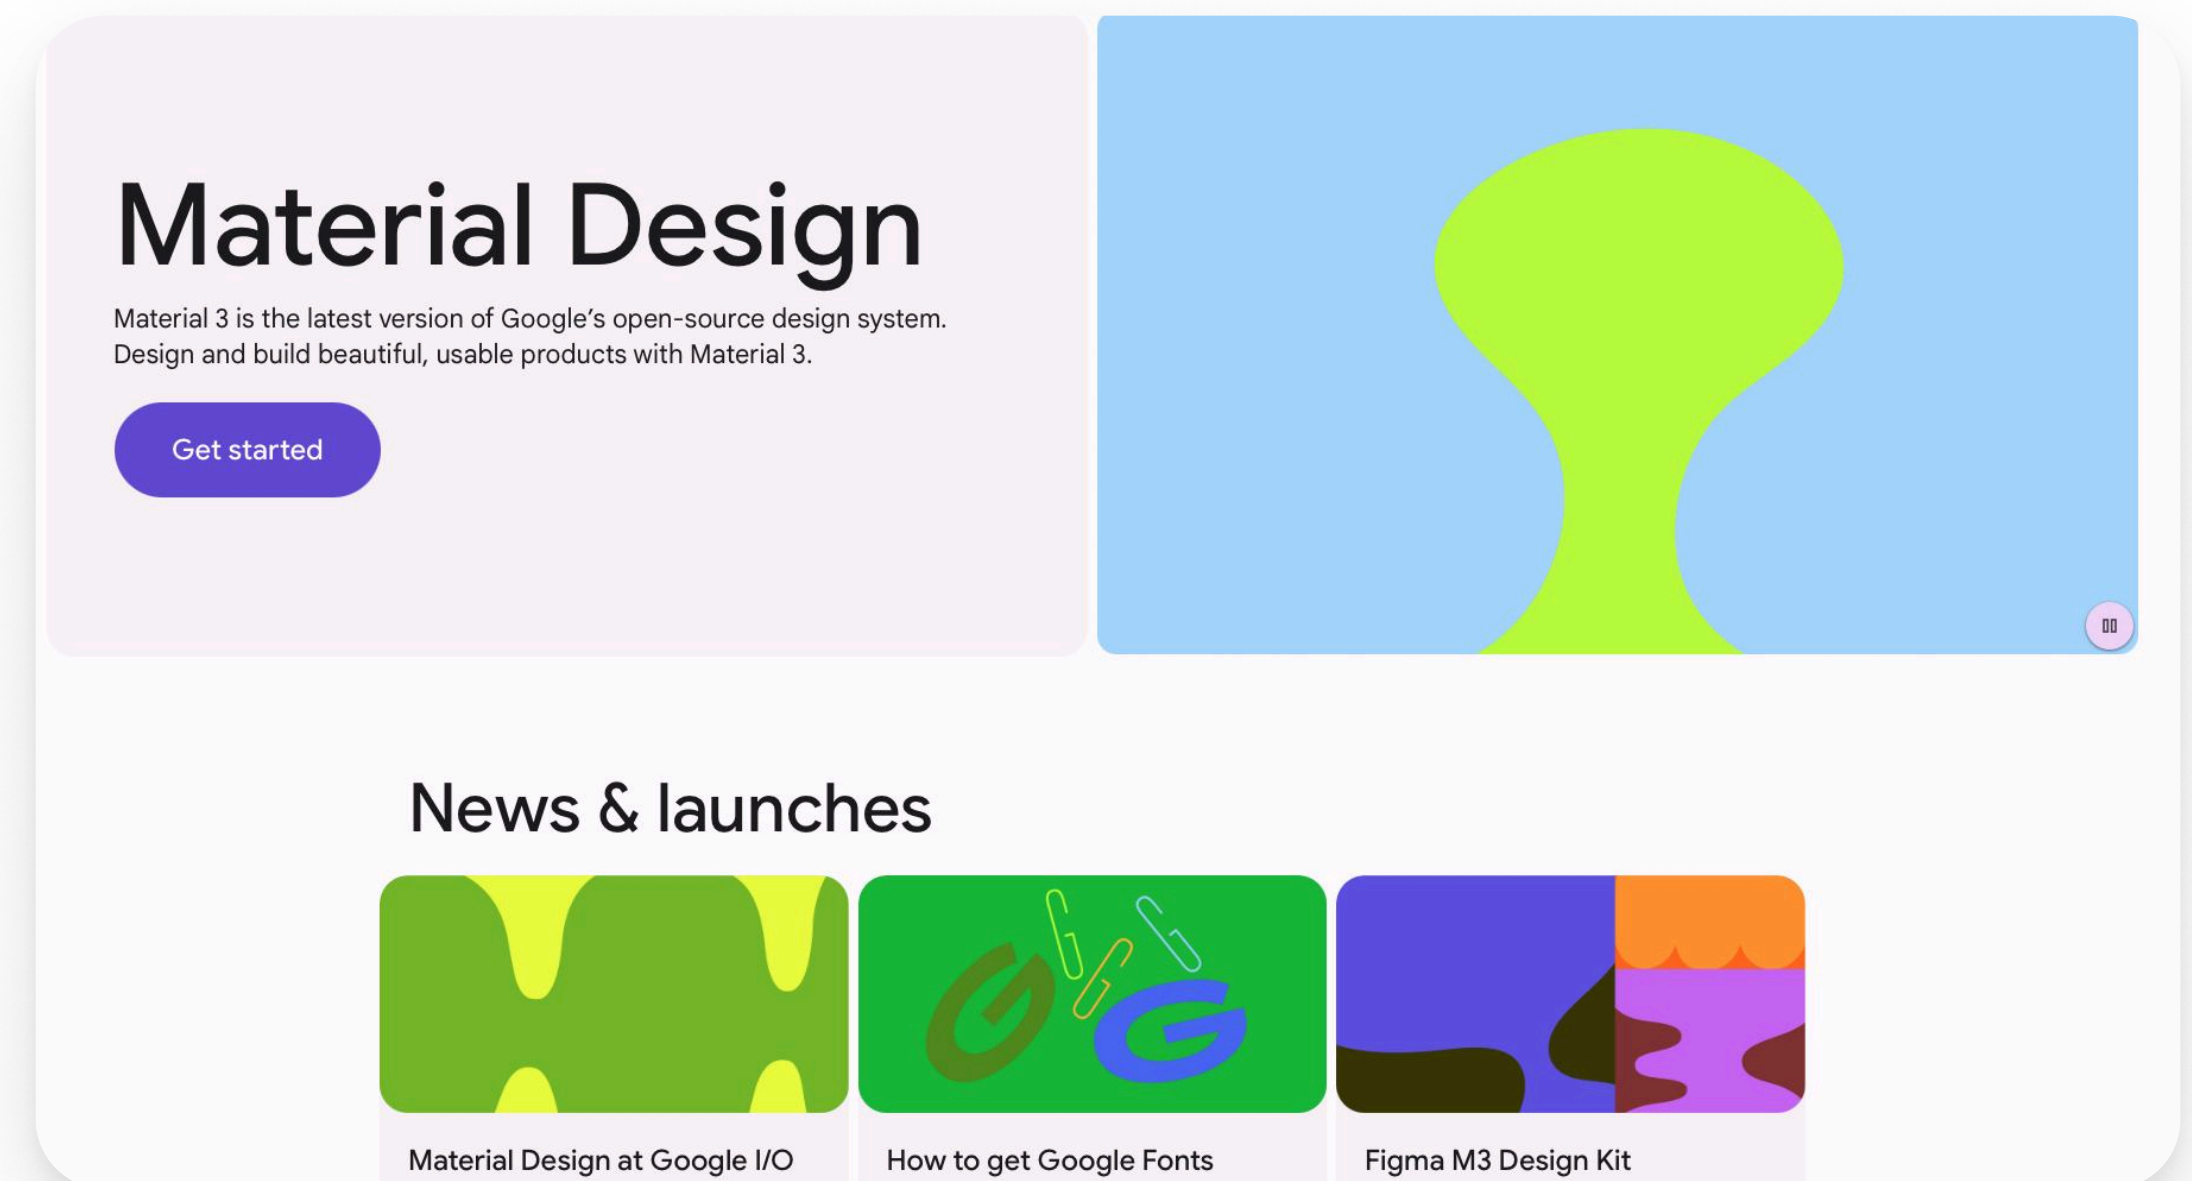 Material Design
Material 3 is the latest version of Google’s open-source design system.
Design and build beautiful, usable products with Material 3.
Get started
News & launches
G G G
G G
Material Design at Google I/O
How to get Google Fonts
Figma M3 Design Kit